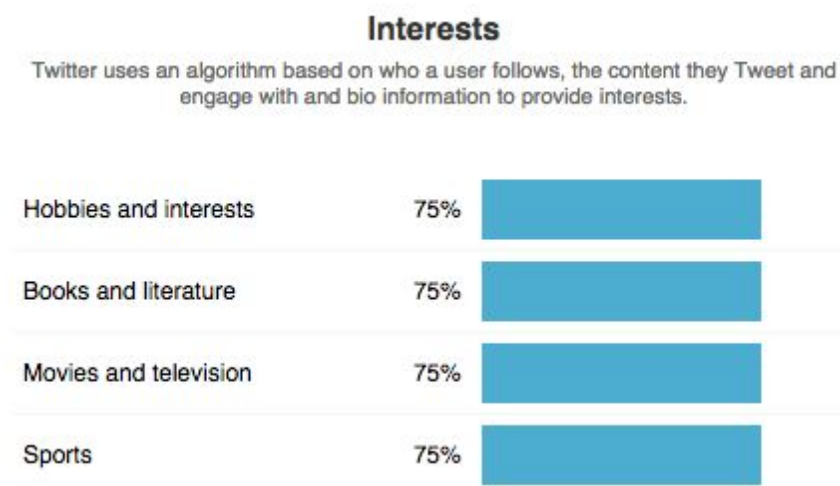 Interests
Twitter uses an algorithm based on who a user follows, the content they Tweet and
engage with and bio information to provide interests.
Hobbies and interests 75%
Books and literature 75%
Movies and television 75%
Sports 75%